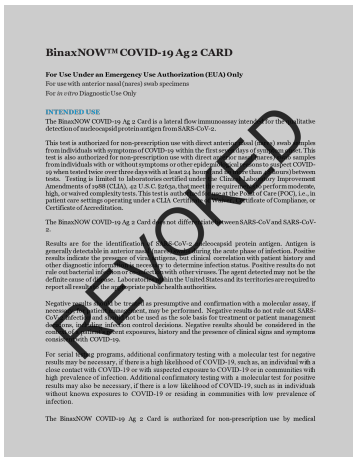 BinaxNOW™ COVID-19 Ag 2 CARD
For Use Under an Emergency Use Authorization (EUA) Only
For use with anterior nasal (nares) swab specimens
For in vitro Diagnostic Use Only
INTENDED USE
The BinaxNOW COVID-19 Ag 2 Card is a lateral flow immunoassay intended for the qualitative
detection of nucleocapsid protein antigen from SARS-CoV-2.
This test is authorized for non-prescription use with direct anterior nasal (nares) swab samples
from individuals with symptoms of COVID-19 within the first seven days of symptom onset. This
test is also authorized for non-prescription use with direct anterior nasal (nares) swab samples
from individuals with or without symptoms or other epidemiological reasons to suspect COVID-
19 when tested twice over three days with at least 24 hours (and no more than 48 hours) between
tests. Testing is limited to laboratories certified under the Clinical Laboratory Improvement
Amendments of 1988 (CLIA), 42 U.S.C. §263a, that meet the requirements to perform moderate,
high, or waived complexity tests. This test is authorized for use at the Point of Care (POC), i.e., in
patient care settings operating under a CLIA Certificate of Waiver, Certificate of Compliance, or
Certificate of Accreditation.
The BinaxNOW COVID-19 Ag 2 Card does not differentiate between SARS-CoV and SARS-CoV-
2.
Results are for the identification of SARS-CoV-2 nucleocapsid protein antigen. Antigen is
generally detectable in anterior nasal (nares) swabs during the acute phase of infection. Positive
results indicate the presence of viral antigens, but clinical correlation with patient history and
other diagnostic information is necessary to determine infection status. Positive results do not
rule out bacterial infection or co-infection with other viruses. The agent detected may not be the
definite cause of disease. Laboratories within the United States and its territories are required to
report all results to the appropriate public health authorities.
Negative results should be treated as presumptive and confirmation with a molecular assay, if
necessary for patient management, may be performed. Negative results do not rule out SARS-
CoV-2 infection and should not be used as the sole basis for treatment or patient management
decisions, including infection control decisions. Negative results should be considered in the
context of a patient's recent exposures, history and the presence of clinical signs and symptoms
consistent with COVID-19.
For serial testing programs, additional confirmatory testing with a molecular test for negative
results may be necessary, if there is a high likelihood of COVID-19, such as, an individual with a
close contact with COVID-19 or with suspected exposure to COVID-19 or in communities with
high prevalence of infection. Additional confirmatory testing with a molecular test for positive
results may also be necessary, if there is a low likelihood of COVID-19, such as in individuals
without known exposures to COVID-19 or residing in communities with low prevalence of
infection.
The BinaxNOW COVID-19 Ag 2 Card is authorized for non-prescription use by medical
REVOKED